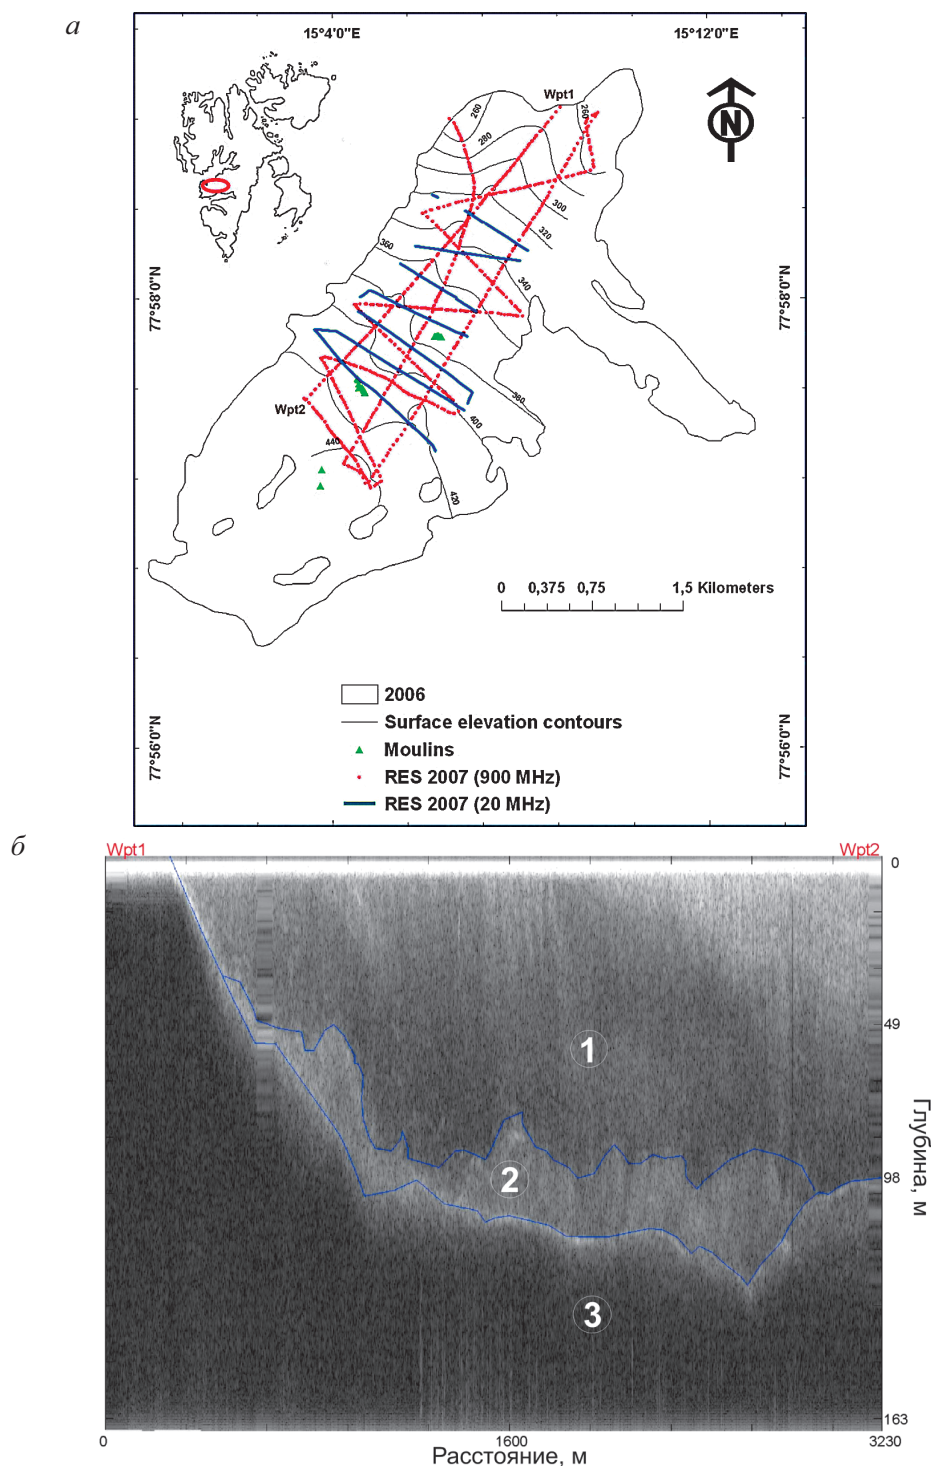 а
15°4'0"E
15°12'0"E
N
Wpt1
260
260
280
300
320
340
360
360
400
420
440
Wpt2
77°58'0"N
77°58'0"N
77°56'0"N
77°56'0"N
0 0,375 0,75 1,5 Kilometers
2006
Surface elevation contours
Moulins
RES 2007 (900 MHz)
RES 2007 (20 MHz)
б
Wpt1
Wpt2
0
49
98
163
Глубина, м
1
2
3
0
1600
3230
Расстояние, м